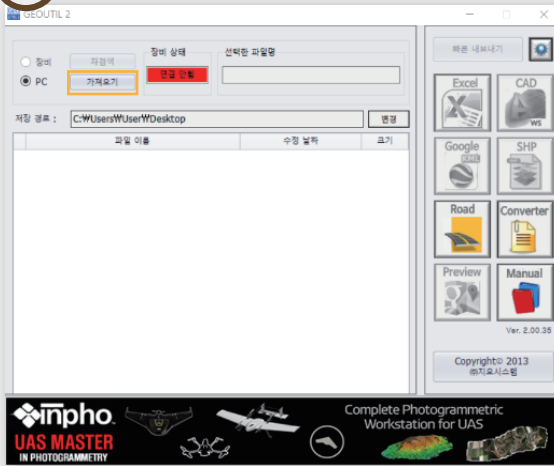 GEOUTIL 2
장비 상태
선택한 파일명
빠른 내보내기
장비
재검색
연결 안됨
PC
가져오기
저장 경로 :
C:₩Users₩User₩Desktop
변경
파일 이름
수정 날짜
크기
Excel
CAD
WS
Google
KML
SHP
Road
Converter
Preview
Manual
Ver. 2.00.35
Copyright© 2013
㈜지오시스템
inpho
UAS MASTER
IN PHOTOGRAMMETRY
Complete Photogrammetric
Workstation for UAS